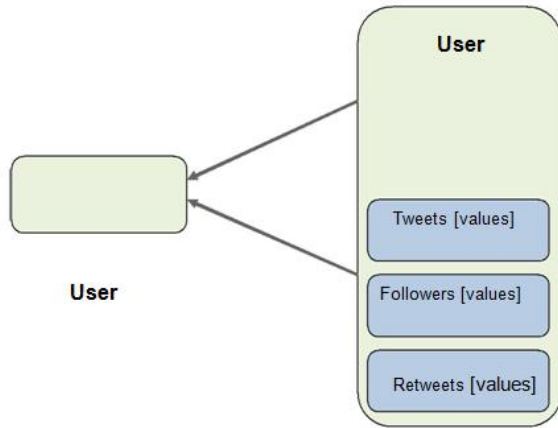 User
Tweets [values]
Followers [values]
User
Retweets [values]